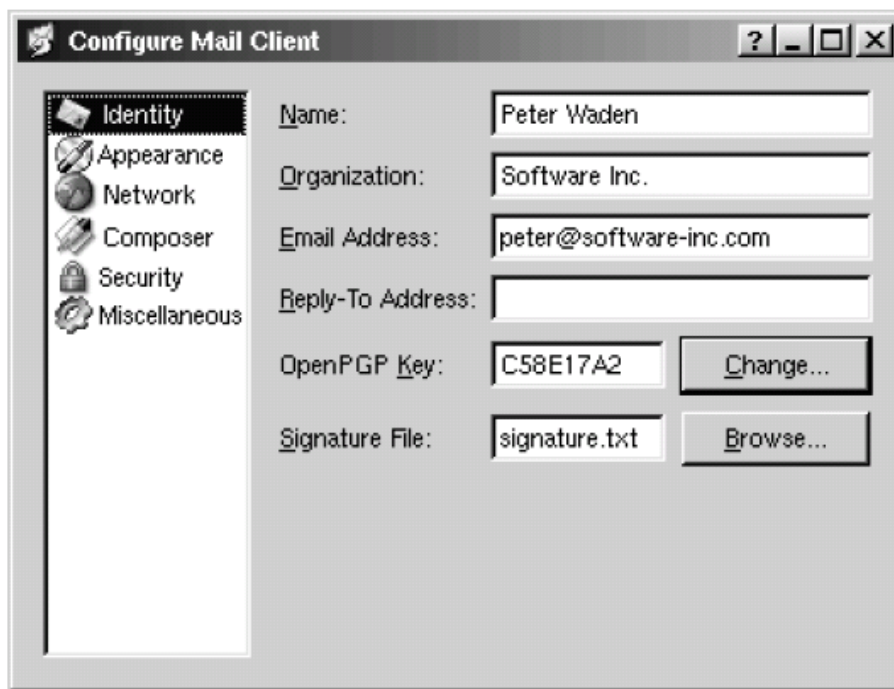 Configure Mail Client
?
Identity
Appearance
Network
Composer
Security
Miscellaneous
Name:
Peter Waden
Organization:
Software Inc.
Email Address:
peter@software-inc.com
Reply-To Address:
OpenPGP Key:
C58E17A2
Change...
Signature File:
signature.txt
Browse...